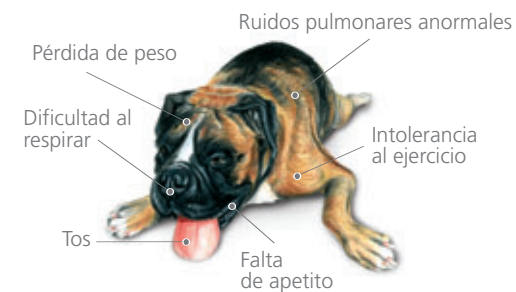 Ruidos pulmonares anormales
Pérdida de peso
Dificultad al
respirar
Intolerancia
al ejercicio
Tos
Falta
de apetito